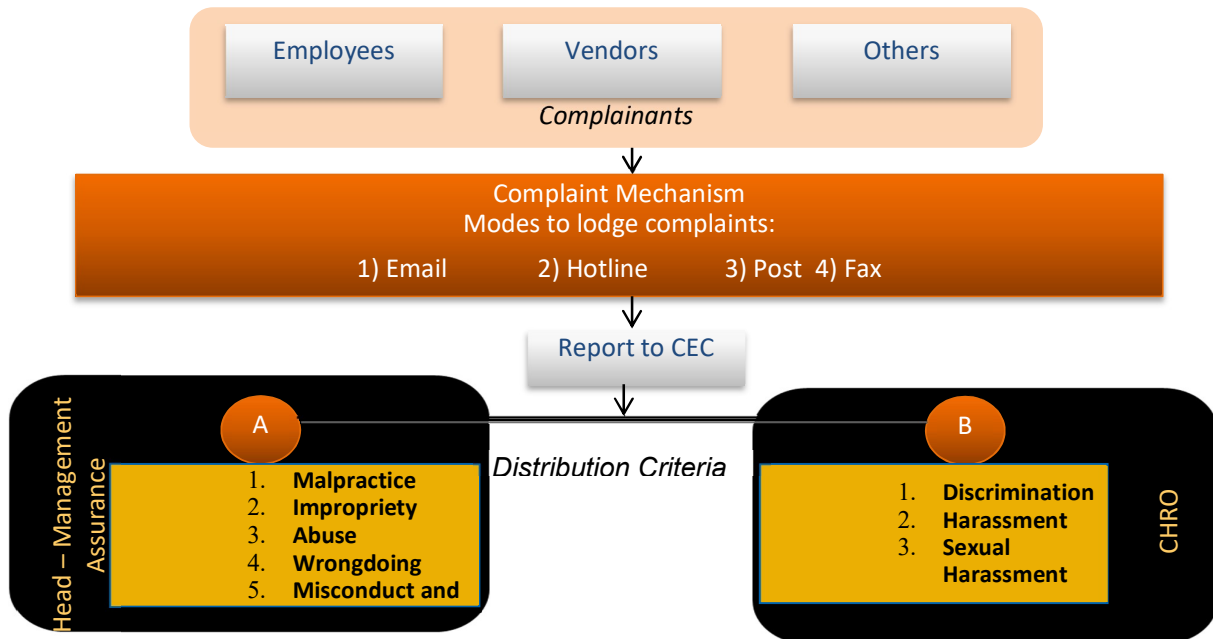 Employees
Vendors
Others
Complainants
Complaint Mechanism
Modes to lodge complaints:
1) Email 2) Hotline 3) Post 4) Fax
Report to CEC
A
B
Distribution Criteria
Head – Management
Assurance
1. Malpractice
2. Impropriety
3. Abuse
4. Wrongdoing
5. Misconduct and
1. Discrimination
2. Harassment
3. Sexual
Harassment
CHRO